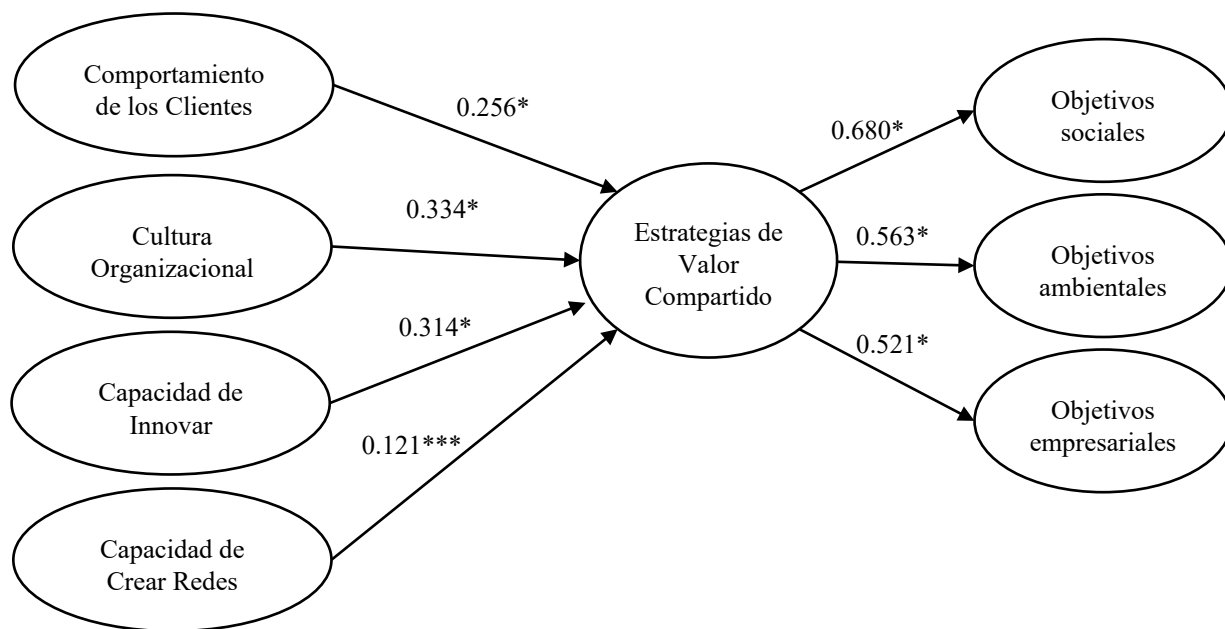 Comportamiento
de los Clientes
0.256*
Cultura
Organizacional
0.334*
Capacidad de
Innovar
0.314*
Capacidad de
Crear Redes
0.121***
Estrategias de
Valor
Compartido
0.680*
Objetivos
sociales
0.563*
Objetivos
ambientales
0.521*
Objetivos
empresariales